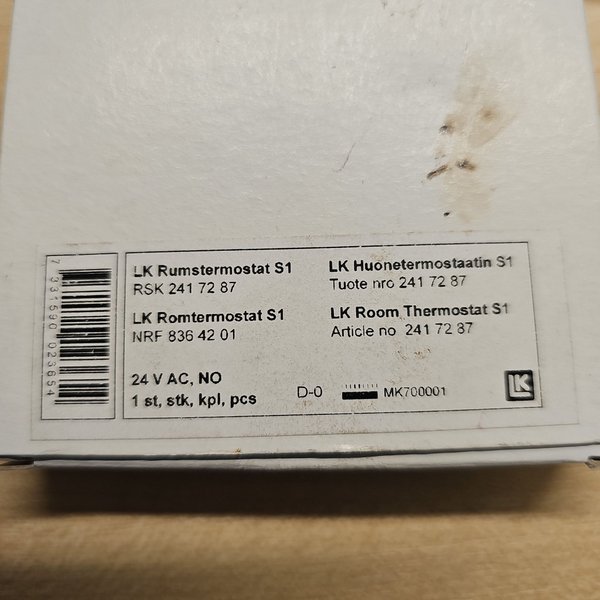 7 331590 023654
LK Rumstermostat S1
RSK 241 72 87
LK Romtermostat S1
NRF 836 42 01
24 V AC, NO
1 st, stk, kpl, pcs
LK Huonetermostaatin S1
Tuote nro 241 72 87
LK Room Thermostat S1
Article no 241 72 87
D-0 MK700001
LK